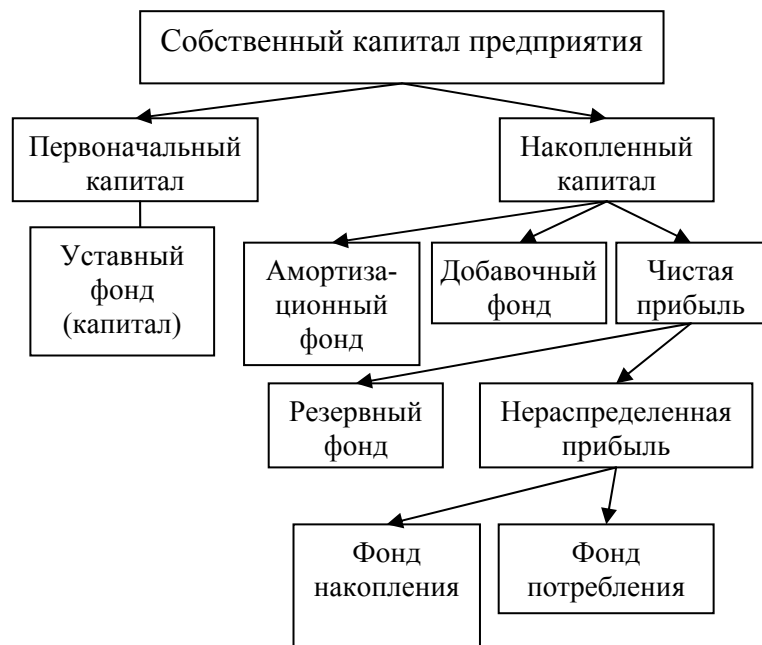 Собственный капитал предприятия
Первоначальный
капитал
Накопленный
капитал
Уставный
фонд
(капитал)
Амортиза-
ционный
фонд
Добавочный
фонд
Чистая
прибыль
Резервный
фонд
Нераспределенная
прибыль
Фонд
накопления
Фонд
потребления